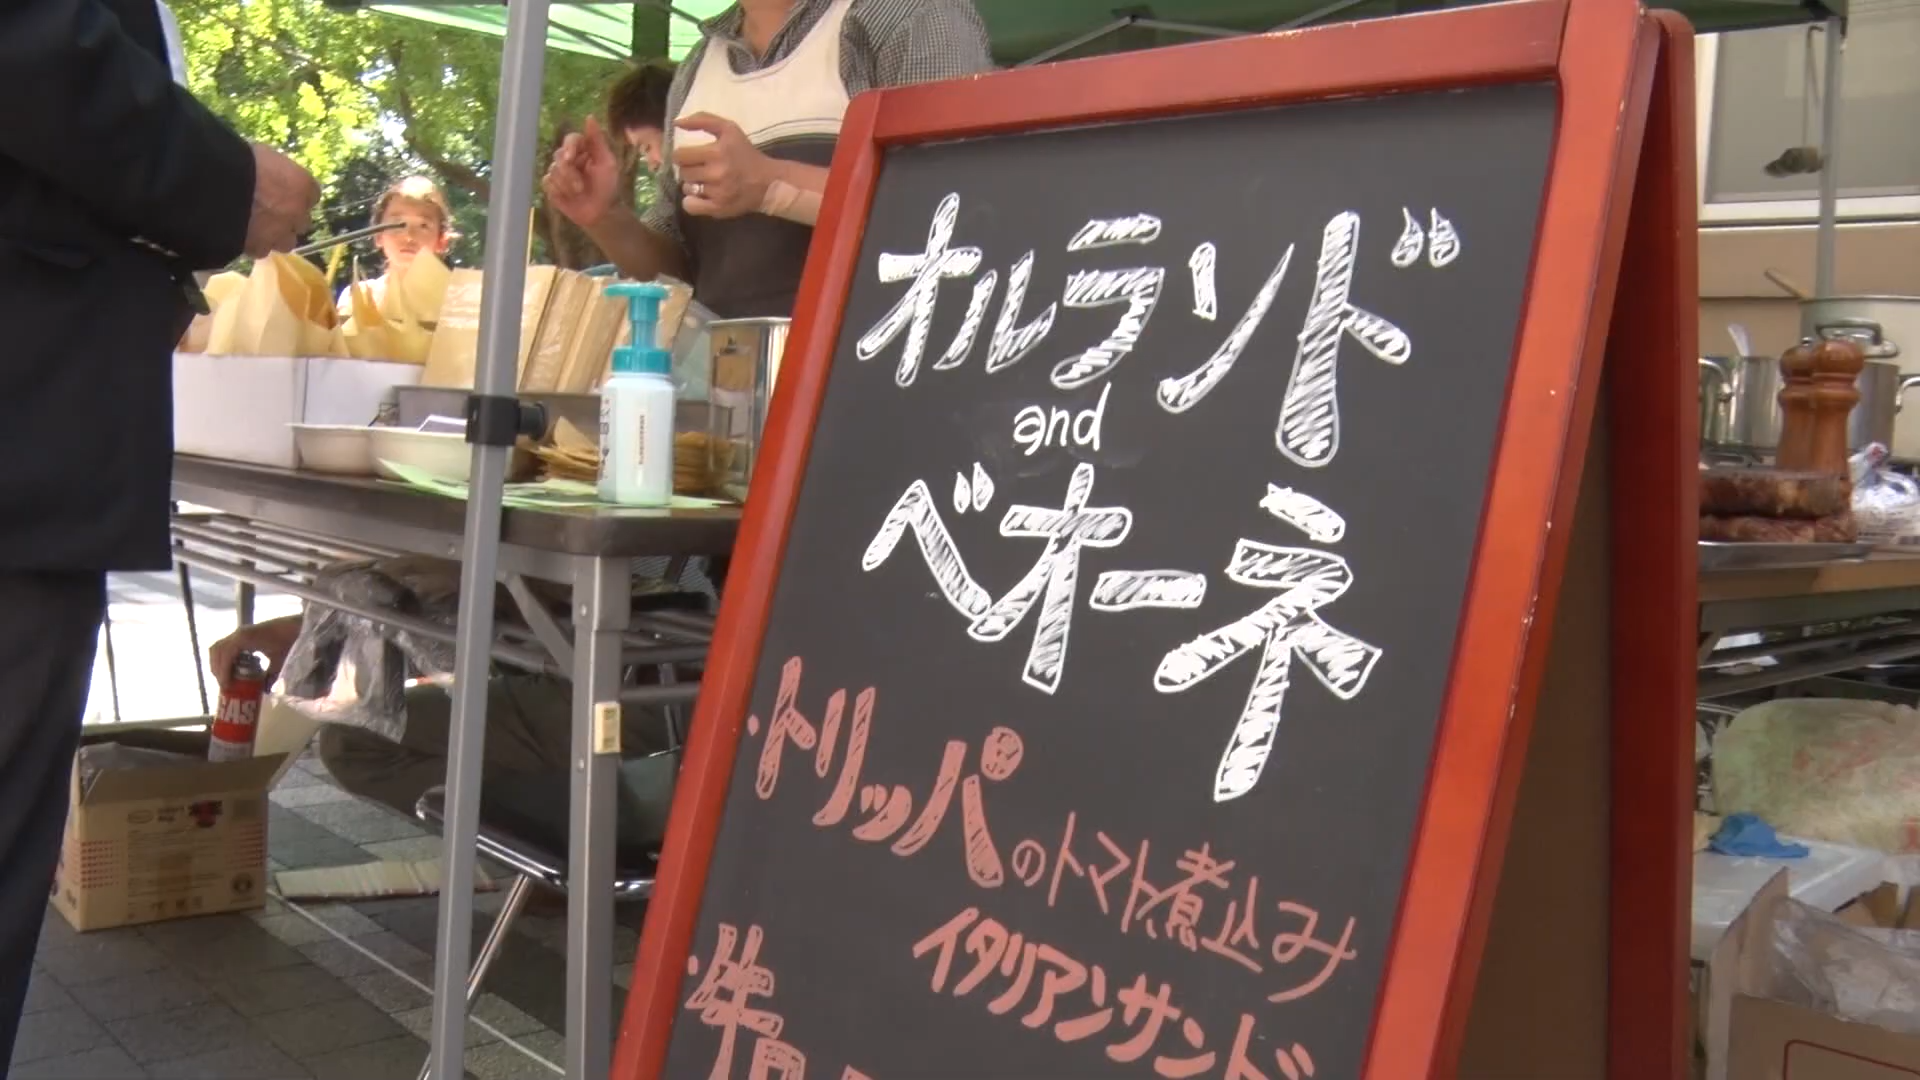 オルランド
and
ベオーネ
・トリッパのトマト煮込み
イタリアンサンド
GAS